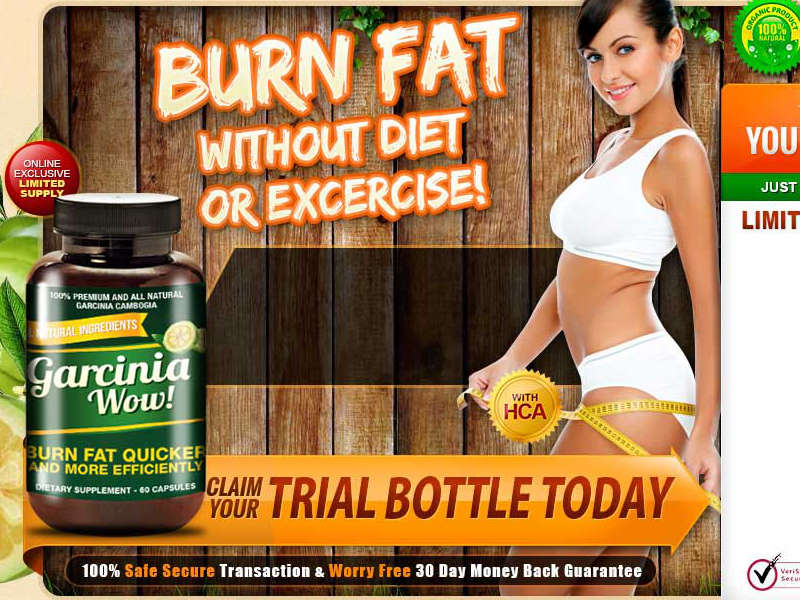 BURN FAT
WITHOUT DIET
OR EXCERCISE!
ORGANIC PRODUCT
100%
NATURAL
ONLINE
EXCLUSIVE
LIMITED
SUPPLY
YOU
JUST
LIMIT
100% PREMIUM AND ALL NATURAL
GARCINIA CAMBOGIA
NATURAL INGREDIENTS
Garcinia
Wow!
BURN FAT QUICKER
AND MORE EFFICIENTLY
DIETARY SUPPLEMENT - 60 CAPSULES
WITH
HCA
CLAIM
YOUR
TRIAL BOTTLE TODAY
100% Safe Secure Transaction & Worry Free 30 Day Money Back Guarantee